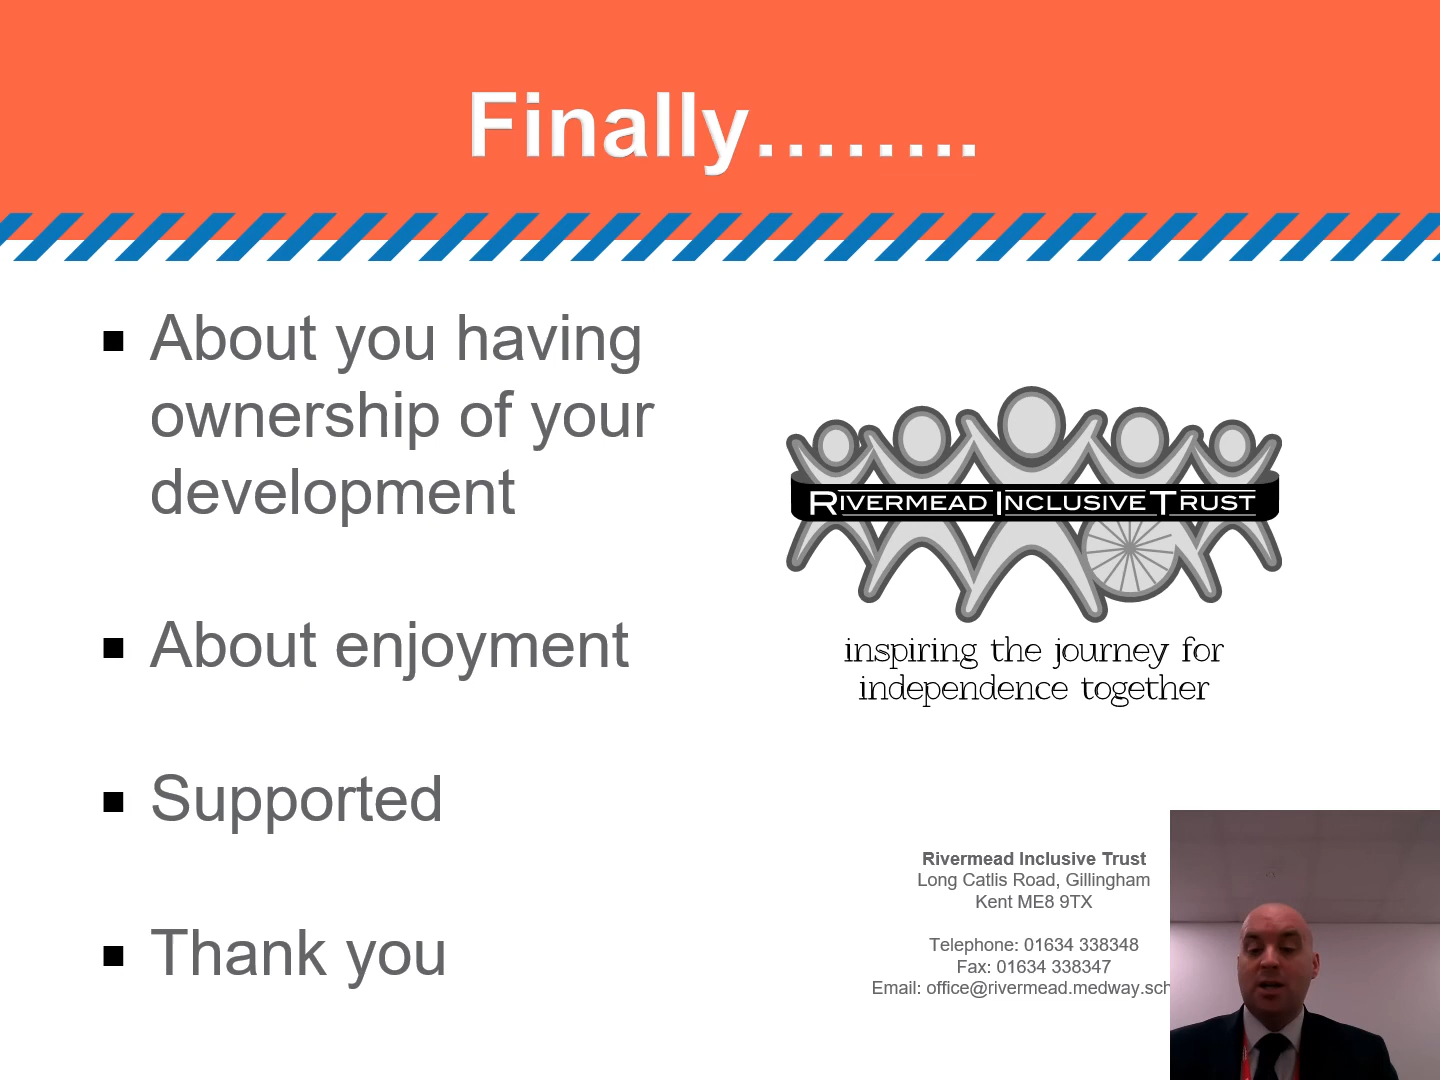 Finally……..
About you having
ownership of your
development
About enjoyment
Supported
Thank you
RIVERMEAD INCLUSIVE TRUST
inspiring the journey for
independence together
Rivermead Inclusive Trust
Long Catlis Road, Gillingham
Kent ME8 9TX
Telephone: 01634 338348
Fax: 01634 338347
Email: office@rivermead.medway.sch